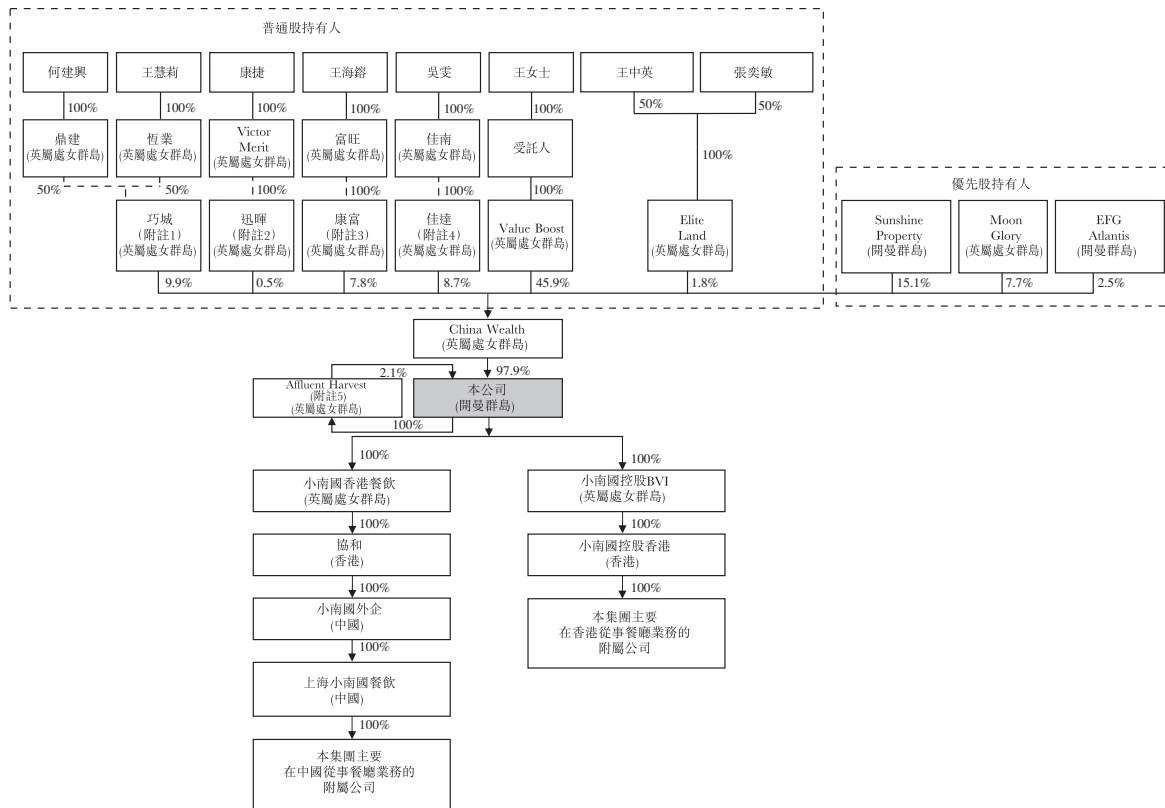 普通股持有人
何建興
王慧莉
康捷
王海鎔
吳雯
王女士
王中英
張奕敏
100%
100%
100%
100%
100%
100%
50%
50%
鼎建
(英屬處女群島)
恆業
(英屬處女群島)
Victor
Merit
(英屬處女群島)
富旺
(英屬處女群島)
佳南
(英屬處女群島)
受託人
100%
50%
50%
100%
100%
100%
100%
優先股持有人
巧城
(附註1)
(英屬處女群島)
迅暉
(附註2)
(英屬處女群島)
康富
(附註3)
(英屬處女群島)
佳達
(附註4)
(英屬處女群島)
Value Boost
(英屬處女群島)
Elite
Land
(英屬處女群島)
Sunshine
Property
(開曼群島)
Moon
Glory
(英屬處女群島)
EFG
Atlantis
(開曼群島)
9.9%
0.5%
7.8%
8.7%
45.9%
1.8%
15.1%
7.7%
2.5%
China Wealth
(英屬處女群島)
2.1%
97.9%
Affluent Harvest
(附註5)
(英屬處女群島)
本公司
(開曼群島)
100%
100%
100%
小南國香港餐飲
(英屬處女群島)
小南國控股BVI
(英屬處女群島)
100%
100%
協和
(香港)
小南國控股香港
(香港)
100%
100%
小南國外企
(中國)
本集團主要
在香港從事餐廳業務的
附屬公司
100%
上海小南國餐飲
(中國)
100%
本集團主要
在中國從事餐廳業務的
附屬公司